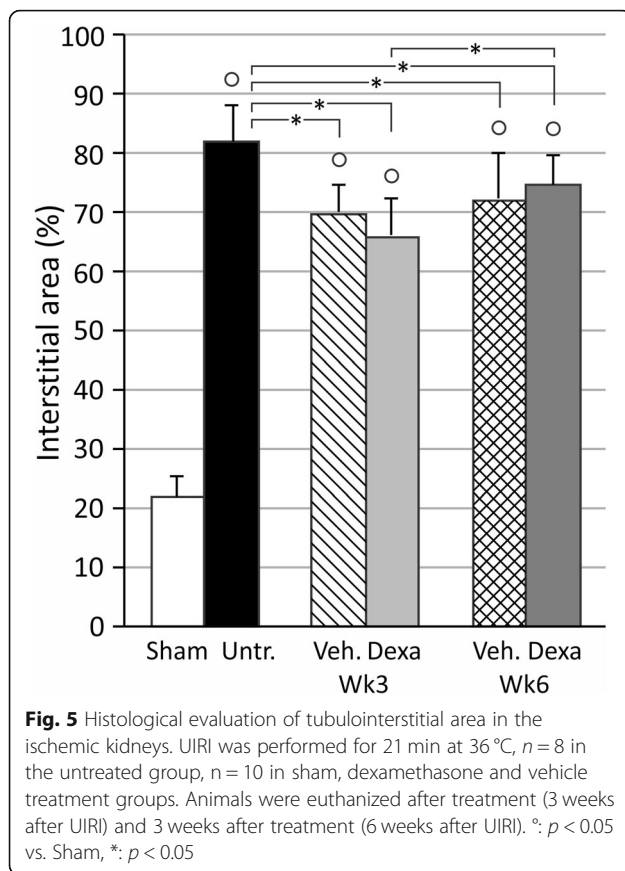 100
90
80
70
60
50
40
30
20
10
0
Interstitial area (%)
○ ○ ○ ○ ○
* * * * *
Sham Untr. Veh. Dexa Veh. Dexa
Wk3 Wk6
Fig. 5 Histological evaluation of tubulointerstitial area in the
ischemic kidneys. UIRI was performed for 21 min at 36 °C, n = 8 in
the untreated group, n = 10 in sham, dexamethasone and vehicle
treatment groups. Animals were euthanized after treatment (3 weeks
after UIRI) and 3 weeks after treatment (6 weeks after UIRI). °: p < 0.05
vs. Sham, *: p < 0.05